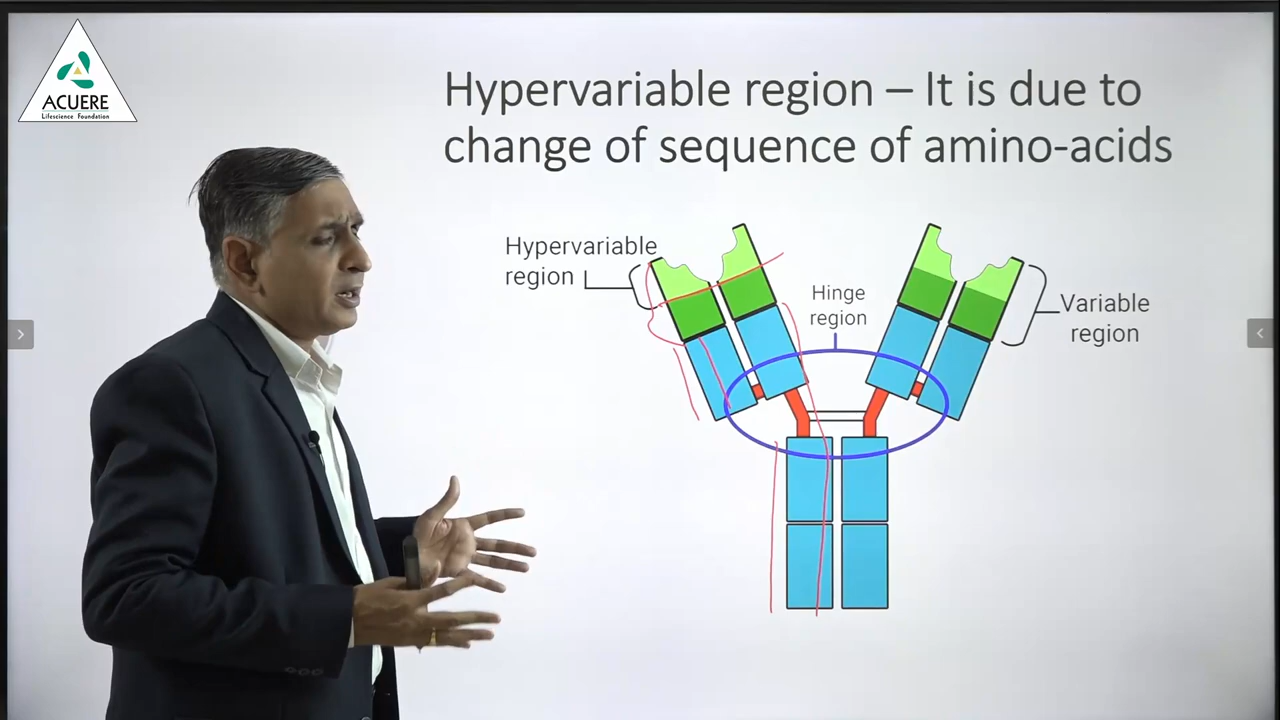 ACUERE
Lifescience Foundation
Hypervariable region – It is due to
change of sequence of amino-acids
Hypervariable
region
Hinge
region
Variable
region